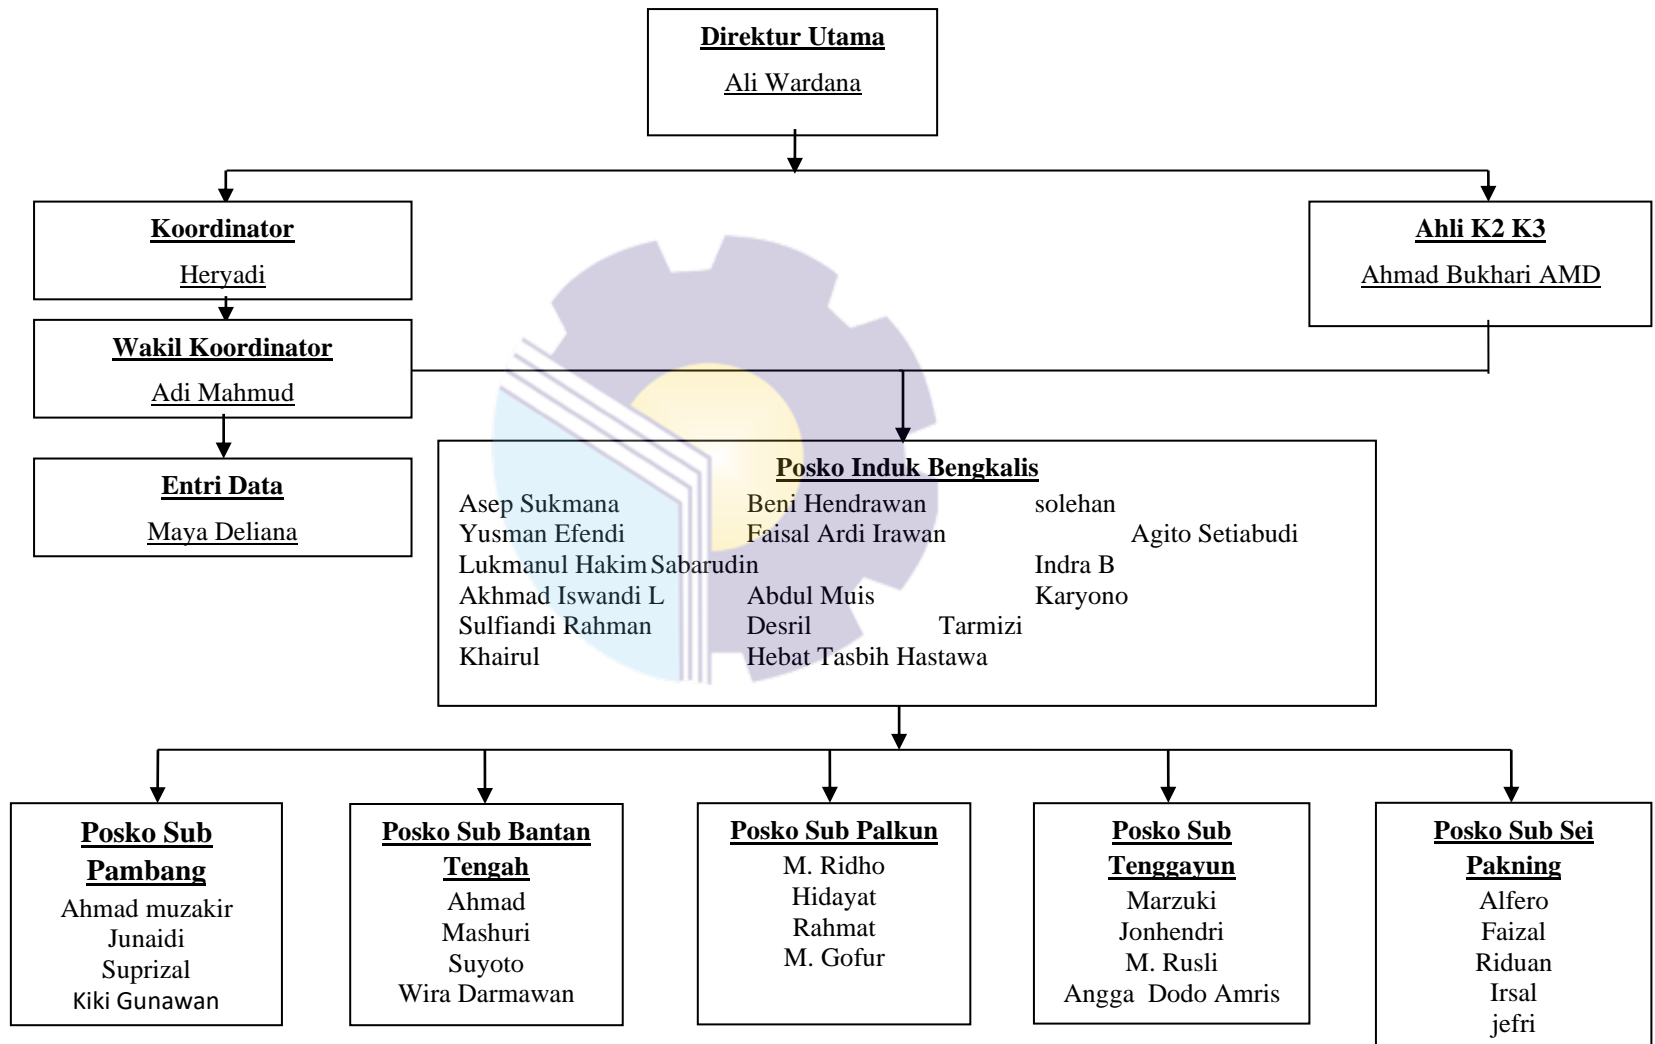 Direktur Utama
Ali Wardana
Koordinator
Heryadi
Ahli K2 K3
Ahmad Bukhari AMD
Wakil Koordinator
Adi Mahmud
Entri Data
Maya Deliana
Posko Induk Bengkalis
Asep Sukmana Beni Hendrawan solehan
Yusman Efendi Faisal Ardi Irawan Agito Setiabudi
Lukmanul Hakim Sabarudin Indra B
Akhmad Iswandi L Abdul Muis Karyono
Sulfiandi Rahman Desril Tarmizi
Khairul Hebat Tasbih Hastawa
Posko Sub
Pambang
Ahmad muzakir
Junaidi
Suprizal
Kiki Gunawan
Posko Sub Bantan
Tengah
Ahmad
Mashuri
Suyoto
Wira Darmawan
Posko Sub Palkun
M. Ridho
Hidayat
Rahmat
M. Gofur
Posko Sub
Tenggayun
Marzuki
Jonhendri
M. Rusli
Angga Dodo Amris
Posko Sub Sei
Pakning
Alfero
Faizal
Riduan
Irsal
jefri